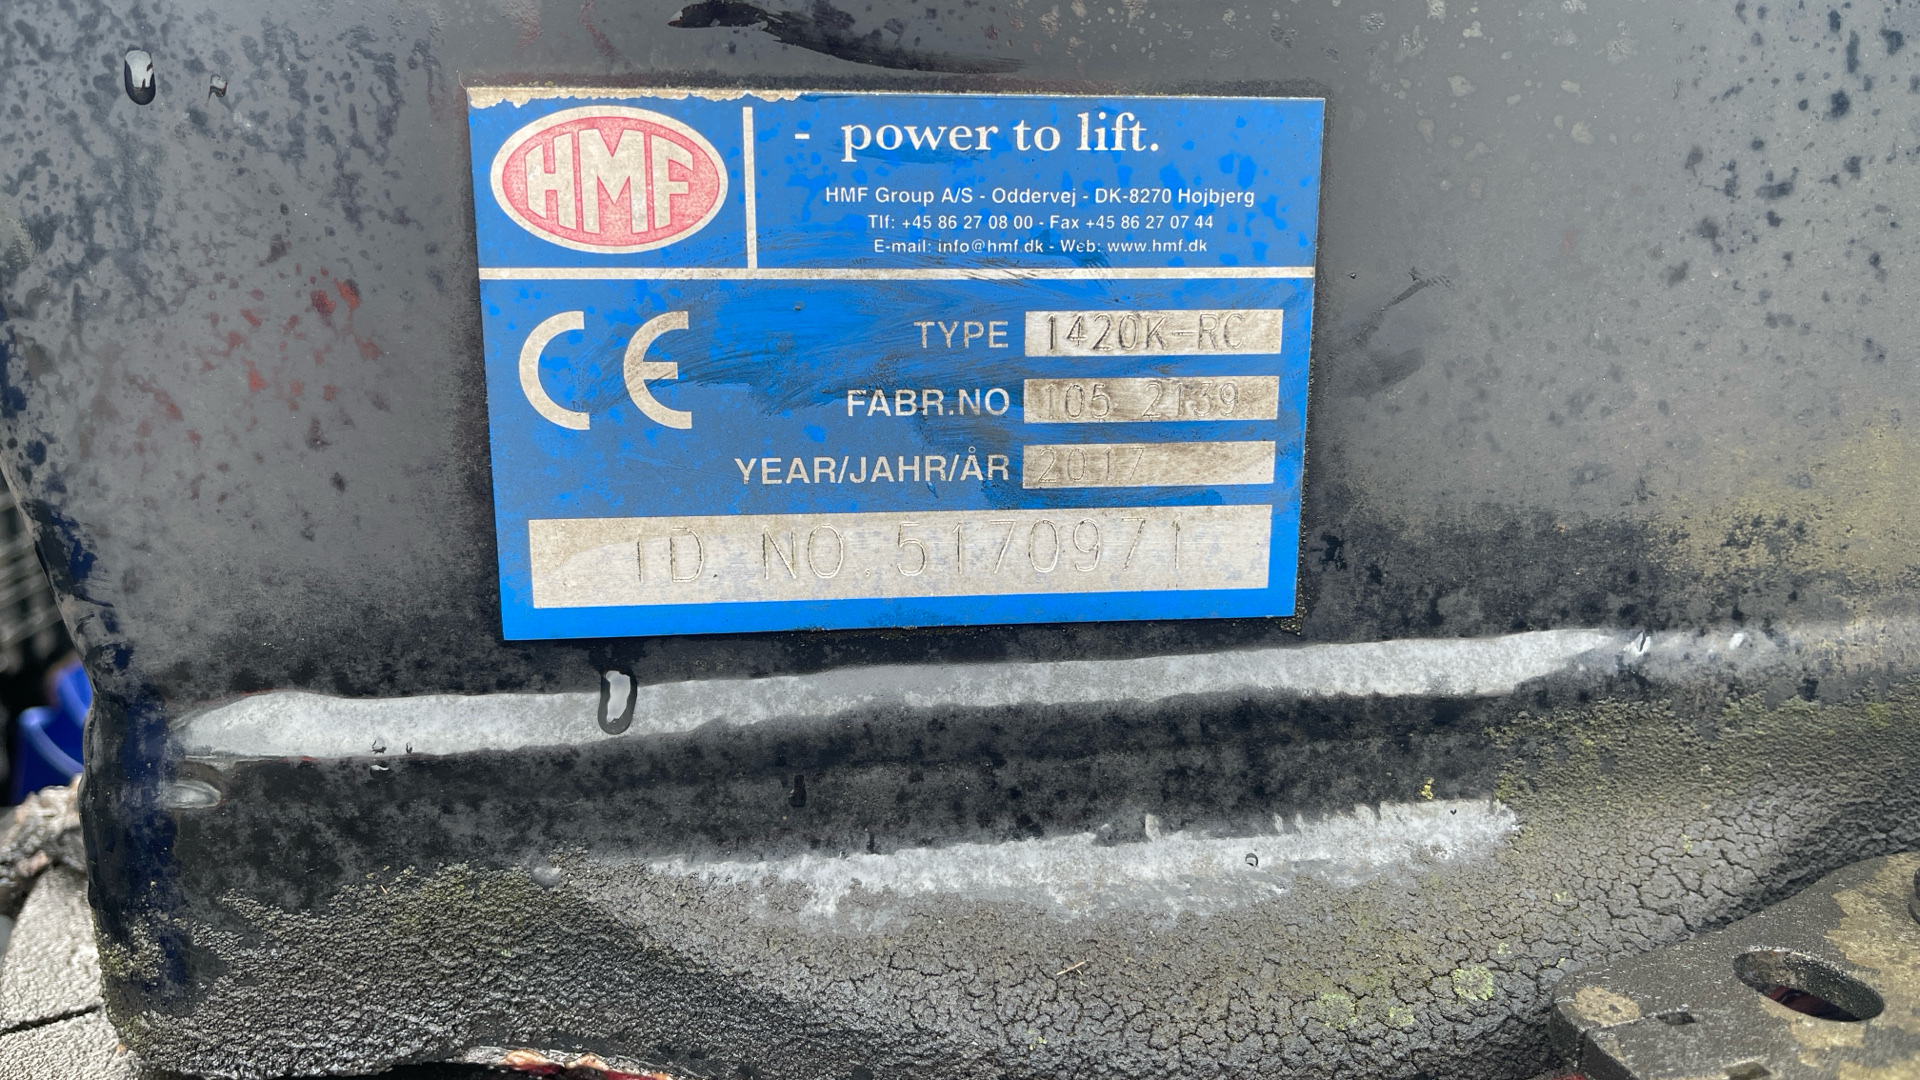 HMF
- power to lift.
HMF Group A/S - Oddervej - DK-8270 Højbjerg
Tlf: +45 86 27 08 00 - Fax +45 86 27 07 44
E-mail: info@hmf.dk - Web: www.hmf.dk
CE
TYPE 1420K-RC
FABR.NO 105 2139
YEAR/JAHR/ÅR 2017
ID NO.5170971